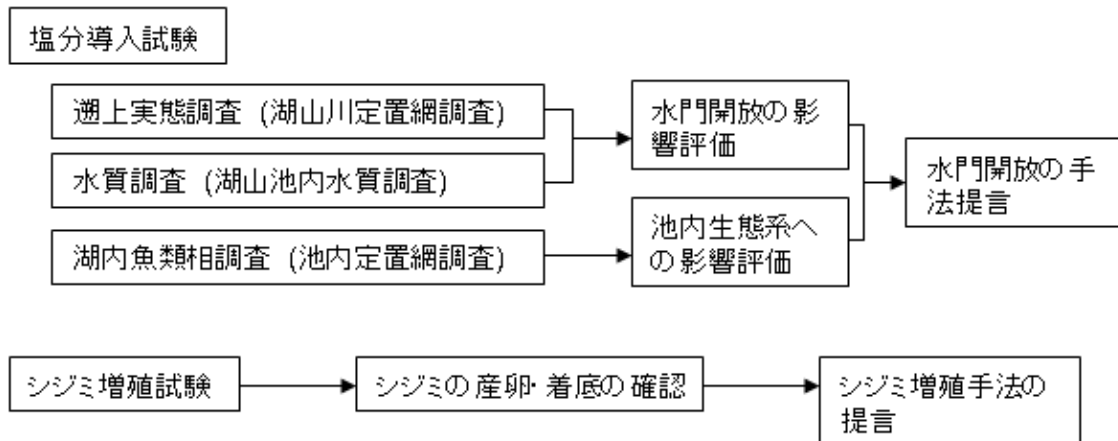 塩分導入試験
遡上実態調査 (湖山川定置網調査)
水質調査 (湖山池内水質調査)
湖内魚類相調査 (池内定置網調査)
水門開放の影
響評価
池内生態系へ
の影響評価
水門開放の手
法提言
シジミ増殖試験
シジミの産卵・着底の確認
シジミ増殖手法の
提言